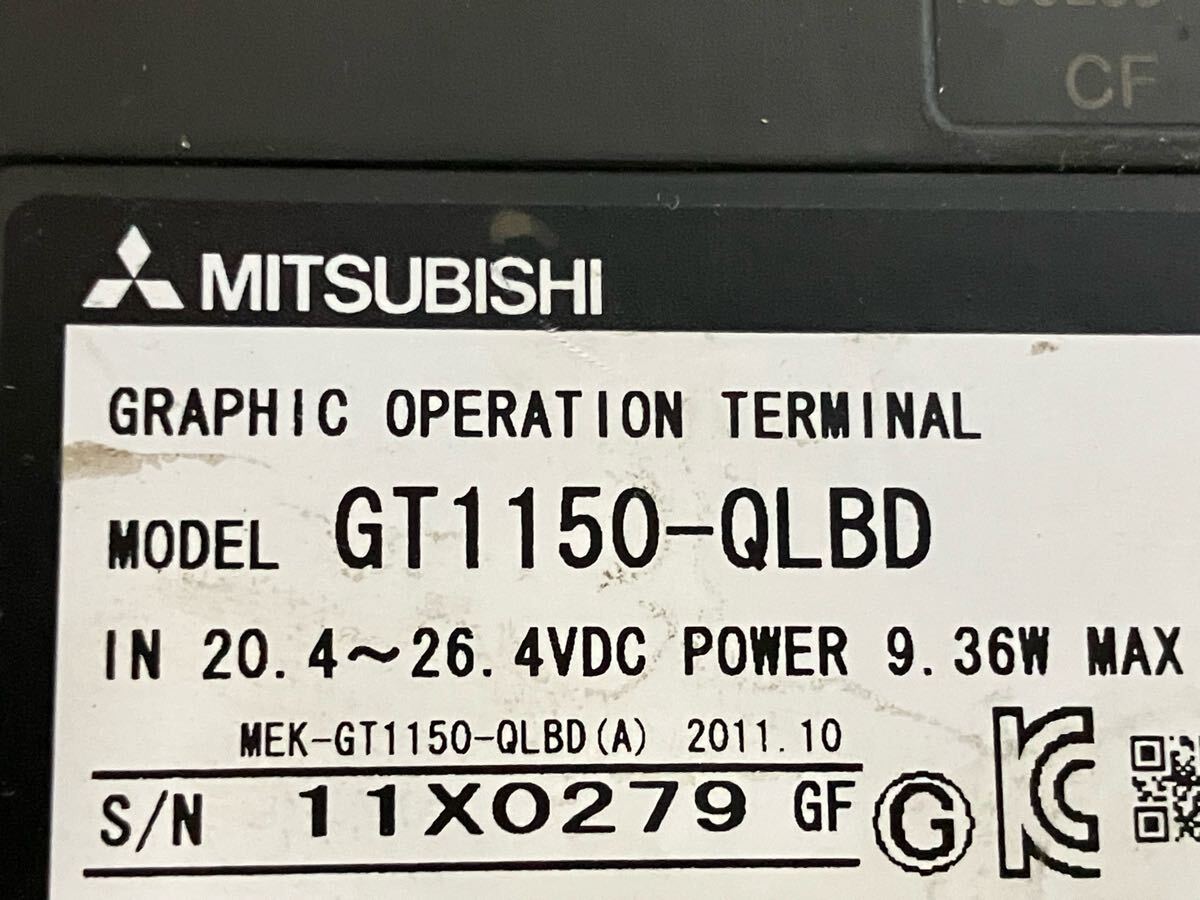 CF
MITSUBISHI
GRAPHIC OPERATION TERMINAL
MODEL GT1150-QLBD
IN 20.4～26.4VDC POWER 9.36W MAX
MEK-GT1150-QLBD(A) 2011.10
S/N 11X0279 GF G